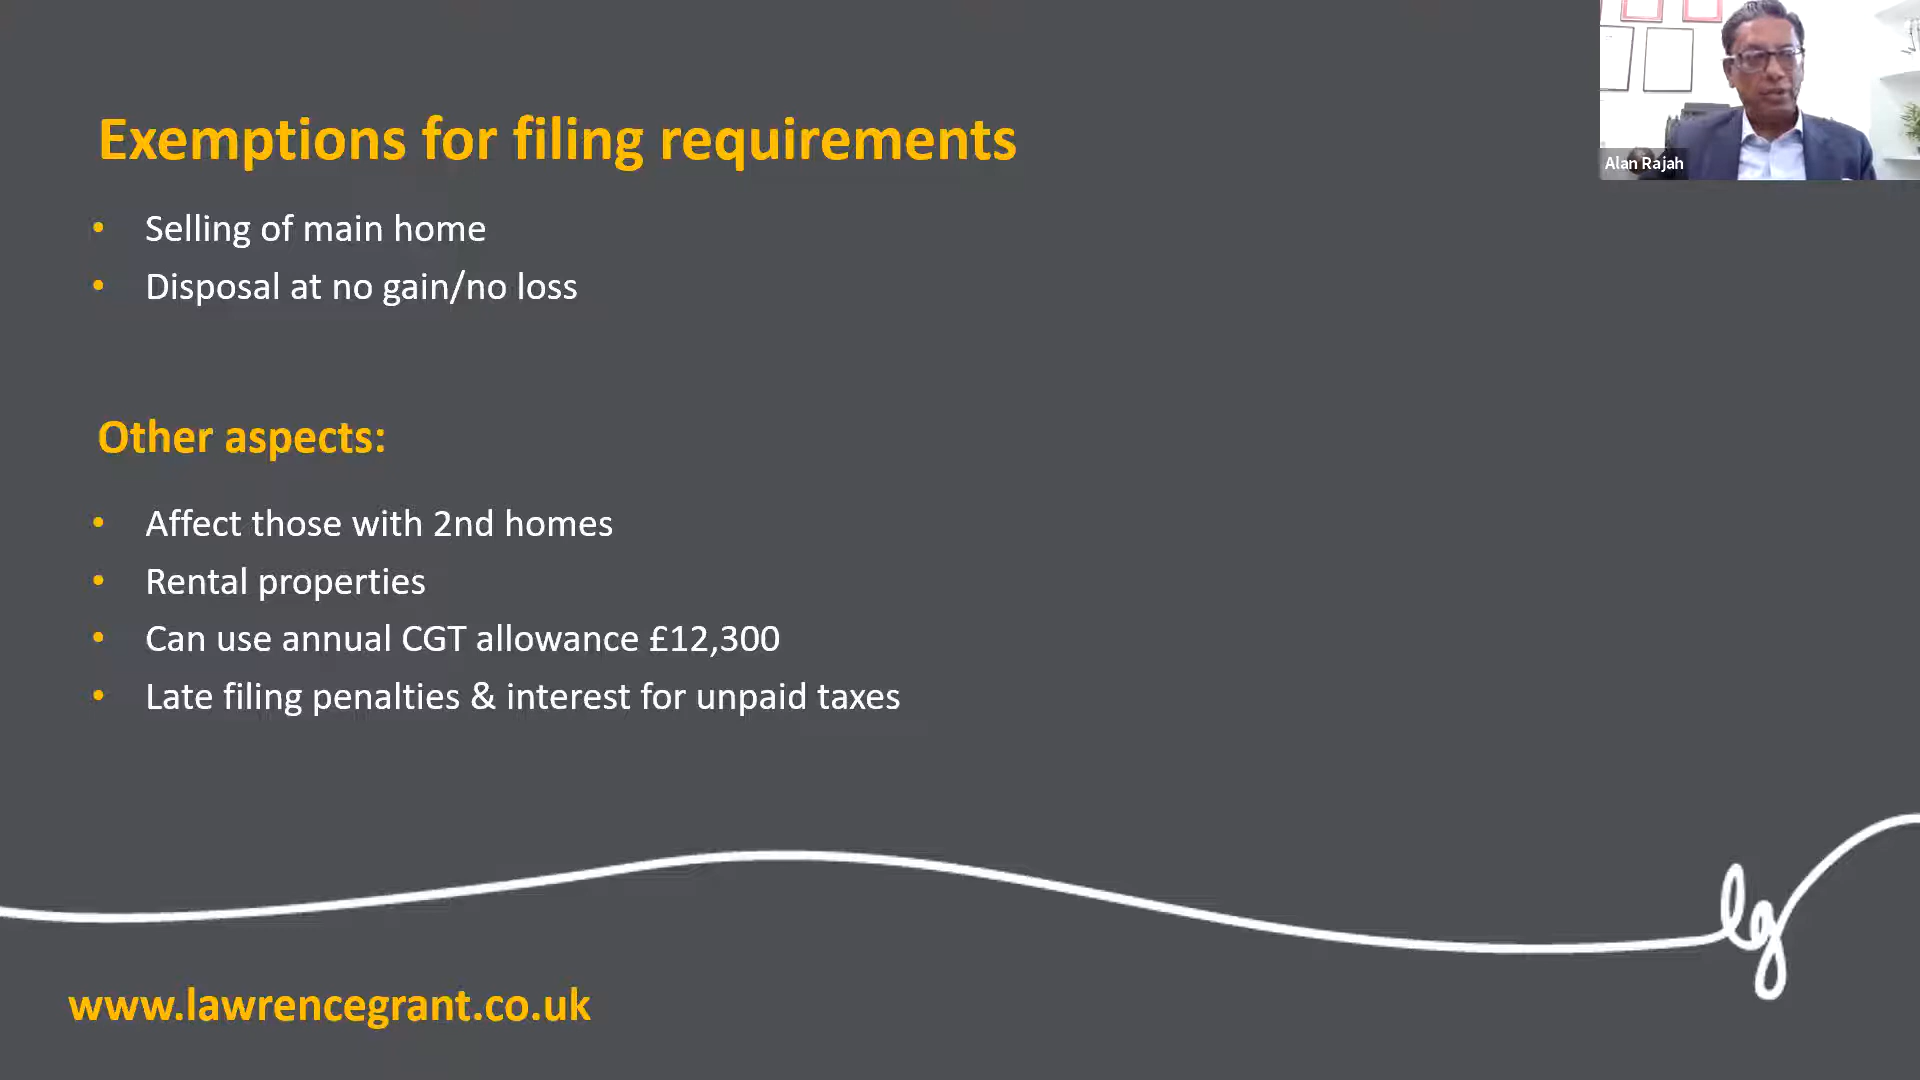 Exemptions for filing requirements
• Selling of main home
• Disposal at no gain/no loss
Other aspects:
• Affect those with 2nd homes
• Rental properties
• Can use annual CGT allowance £12,300
• Late filing penalties & interest for unpaid taxes
www.lawrencegrant.co.uk
lg
Alan Rajah